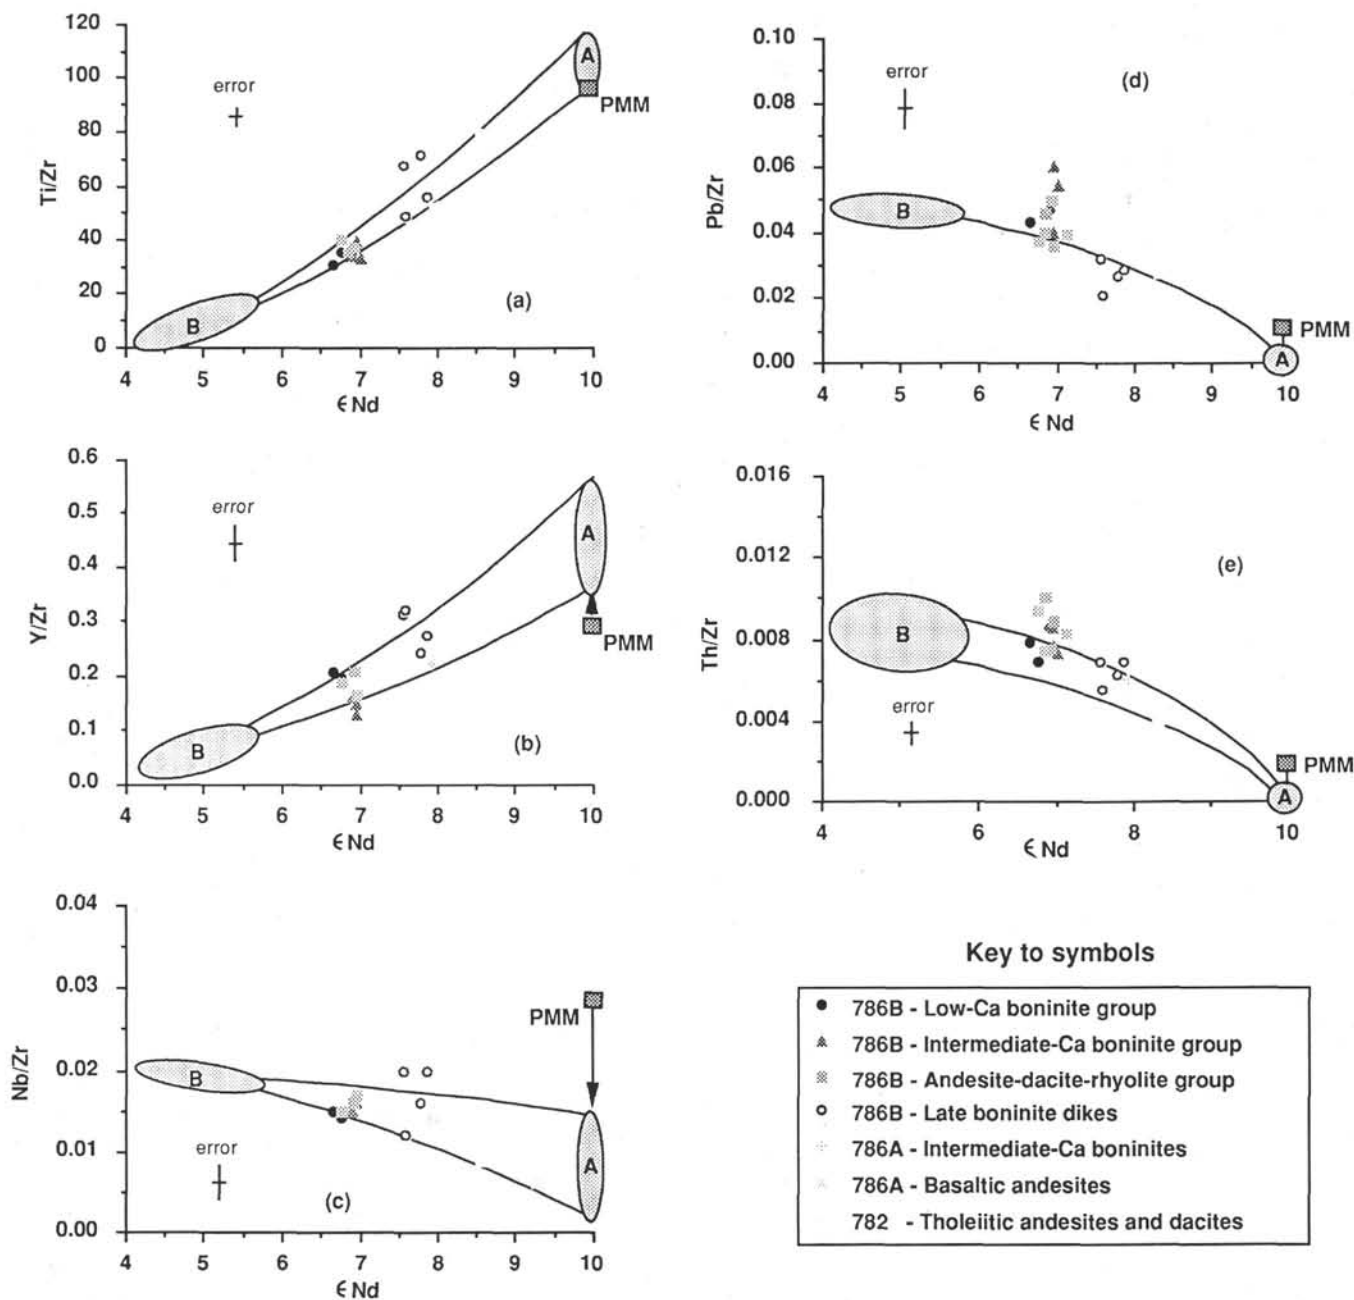 120
100
80
60
40
20
0
Ti/Zr
error
A
PMM
B
(a)
4 5 6 7 8 9 10
ϵ Nd
0.6
0.5
0.4
0.3
0.2
0.1
0.0
Y/Zr
error
A
PMM
B
(b)
4 5 6 7 8 9 10
ϵ Nd
0.04
0.03
0.02
0.01
0.00
Nb/Zr
PMM
B
A
error
(c)
4 5 6 7 8 9 10
ϵ Nd
0.10
0.08
0.06
0.04
0.02
0.00
Pb/Zr
error
(d)
B
PMM
A
4 5 6 7 8 9 10
ϵ Nd
0.016
0.012
0.008
0.004
0.000
Th/Zr
(e)
B
error
PMM
A
4 6 8 10
ϵ Nd
Key to symbols
786B - Low-Ca boninite group
786B - Intermediate-Ca boninite group
786B - Andesite-dacite-rhyolite group
786B - Late boninite dikes
786A - Intermediate-Ca boninites
786A - Basaltic andesites
782 - Tholeiitic andesites and dacites